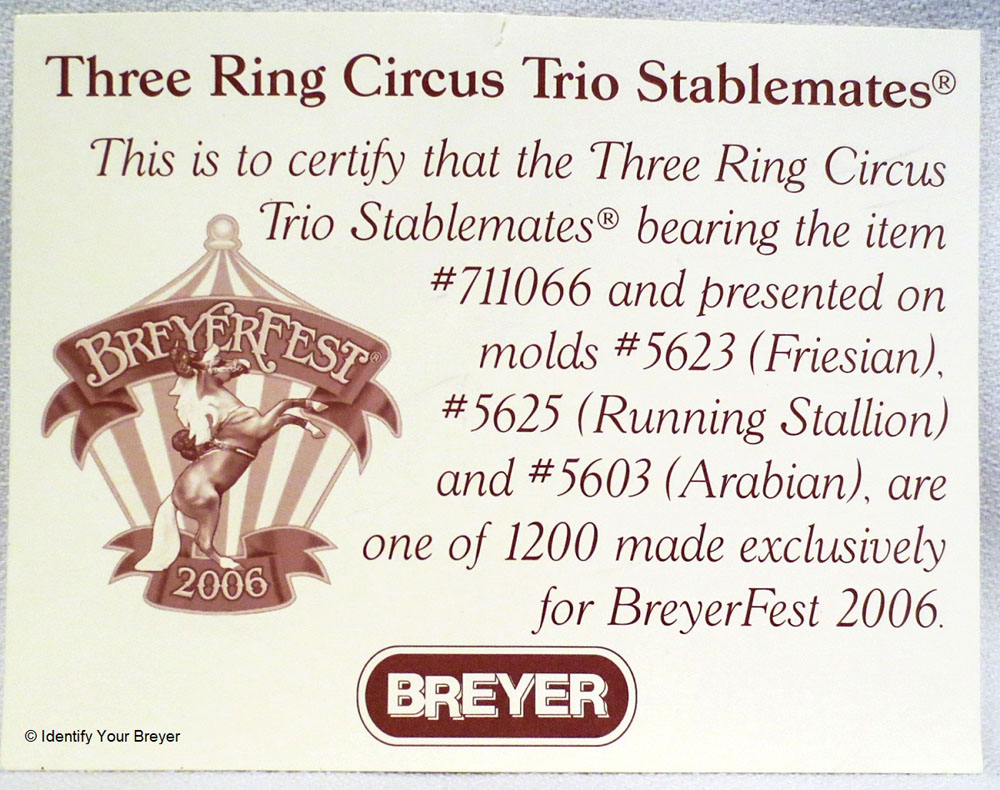 Three Ring Circus Trio Stablemates®
This is to certify that the Three Ring Circus
Trio Stablemates® bearing the item
#711066 and presented on
molds #5623 (Friesian),
#5625 (Running Stallion)
and #5603 (Arabian), are
one of 1200 made exclusively
for BreyerFest 2006.
BREYERFEST®
2006
BREYER
© Identify Your Breyer